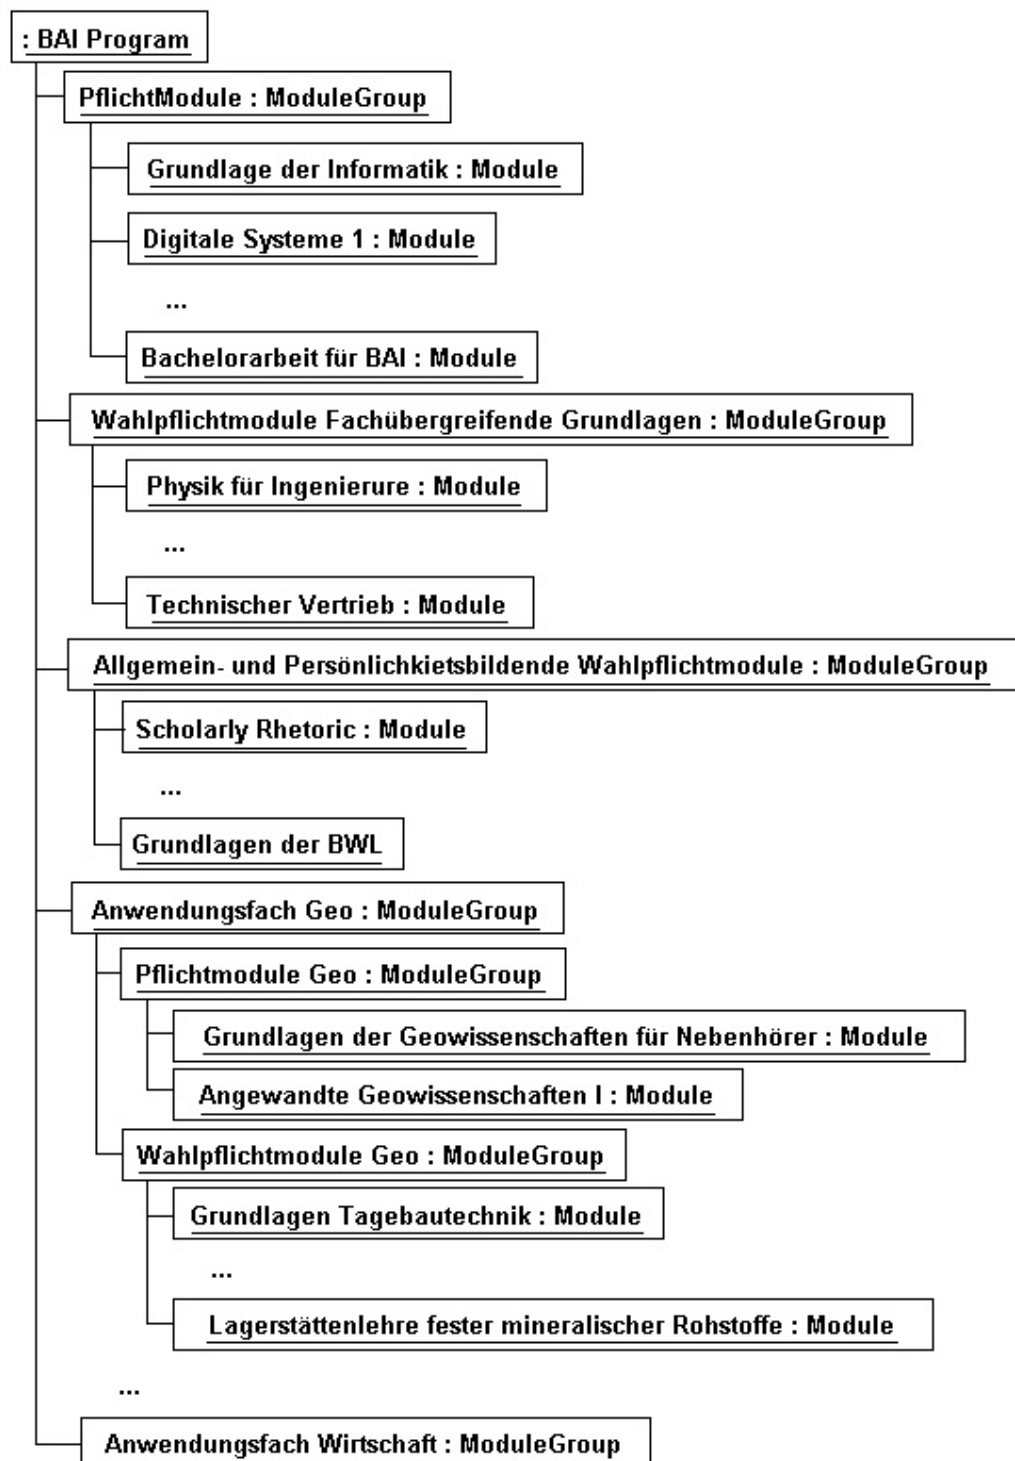 : BAI Program
PflichtModule : ModuleGroup
Grundlage der Informatik : Module
Digitale Systeme 1 : Module
...
Bachelorarbeit für BAI : Module
Wahlpflichtmodule Fachübergreifende Grundlagen : ModuleGroup
Physik für Ingenierure : Module
...
Technischer Vertrieb : Module
Allgemein- und Persönlichkietsbildende Wahlpflichtmodule : ModuleGroup
Scholarly Rhetoric : Module
...
Grundlagen der BWL
Anwendungsfach Geo : ModuleGroup
Pflichtmodule Geo : ModuleGroup
Grundlagen der Geowissenschaften für Nebenhörer : Module
Angewandte Geowissenschaften I : Module
Wahlpflichtmodule Geo : ModuleGroup
Grundlagen Tagebautechnik : Module
...
Lagerstättenlehre fester mineralischer Rohstoffe : Module
...
Anwendungsfach Wirtschaft : ModuleGroup